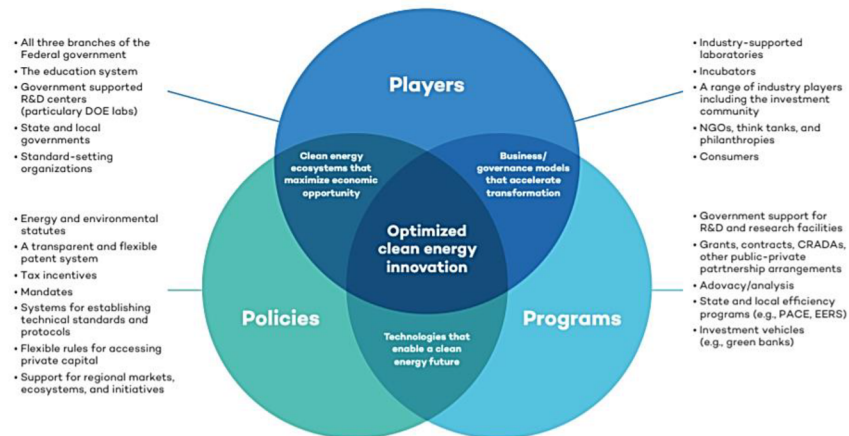 • All three branches of the
Federal government
• The education system
• Government supported
R&D centers
(particulary DOE labs)
• State and local
governments
• Standard-setting
organizations
Players
• Industry-supported
laboratories
• Incubators
• A range of industry players
including the investment
community
• NGOs, think tanks, and
philanthropies
• Consumers
Clean energy
ecosystems that
maximize economic
opportunity
Business/
governance models
that accelerate
transformation
Optimized
clean energy
innovation
• Energy and environmental
statutes
• A transparent and flexible
patent system
• Tax incentives
• Mandates
• Systems for establishing
technical standards and
protocols
• Flexible rules for accessing
private capital
• Support for regional markets,
ecosystems, and initiatives
Policies
Technologies that
enable a clean
energy future
Programs
• Government support for
R&D and research facilities
• Grants, contracts, CRADAs,
other public-private
patrtnership arrangements
• Adovacy/analysis
• State and local efficiency
programs (e.g., PACE, EERS)
• Investment vehicles
(e.g., green banks)